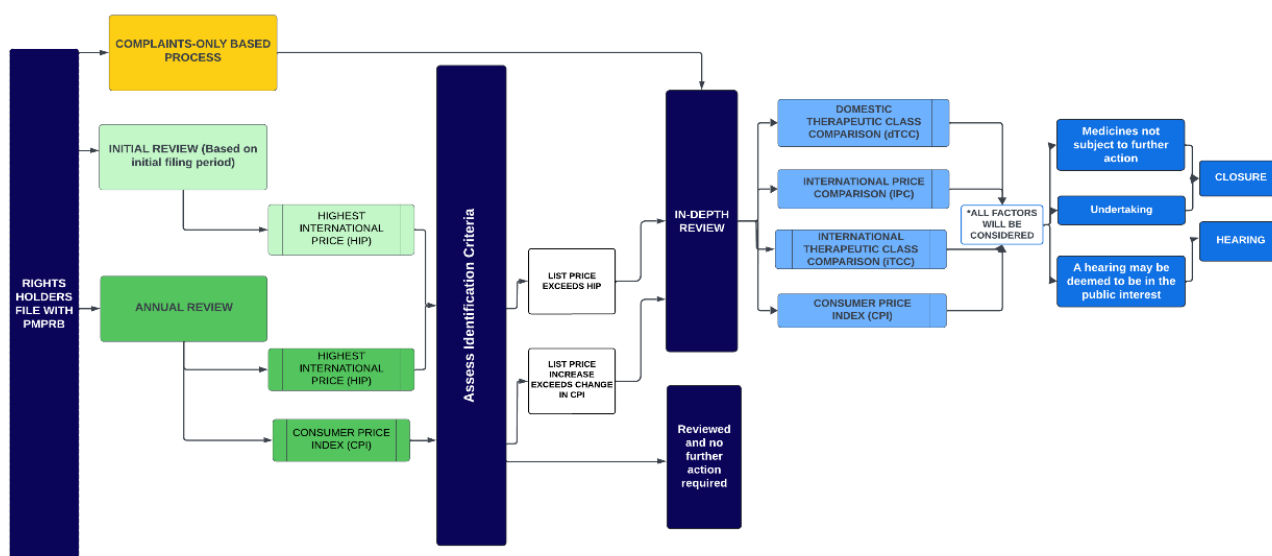 COMPLAINTS-ONLY BASED
PROCESS
INITIAL REVIEW (Based on
initial filing period)
HIGHEST
INTERNATIONAL
PRICE (HIP)
RIGHTS
HOLDERS
FILE WITH
PMPRB
ANNUAL REVIEW
HIGHEST
INTERNATIONAL
PRICE (HIP)
CONSUMER PRICE
INDEX (CPI)
Assess Identification Criteria
LIST PRICE
EXCEEDS HIP
LIST PRICE
INCREASE
EXCEEDS CHANGE
IN CPI
IN-DEPTH
REVIEW
Reviewed
and no
further
action
required
DOMESTIC
THERAPEUTIC CLASS
COMPARISON (dTCC)
INTERNATIONAL PRICE
COMPARISON (IPC)
INTERNATIONAL
THERAPEUTIC CLASS
COMPARISON (iTCC)
CONSUMER PRICE
INDEX (CPI)
*ALL FACTORS
WILL BE
CONSIDERED
Medicines not
subject to further
action
Undertaking
A hearing may be
deemed to be in the
public interest
CLOSURE
HEARING